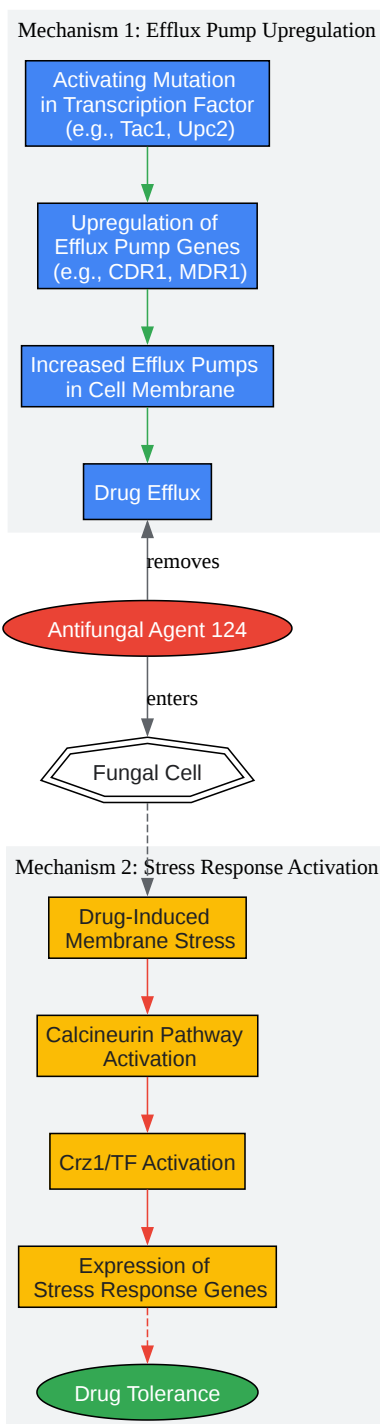 Mechanism 1: Efflux Pump Upregulation
Activating Mutation
in Transcription Factor
(e.g., Tac1, Upc2)
Upregulation of
Efflux Pump Genes
(e.g., CDR1, MDR1)
Increased Efflux Pumps
in Cell Membrane
Drug Efflux
removes
Antifungal Agent 124
enters
Fungal Cell
Mechanism 2: Stress Response Activation
Drug-Induced
Membrane Stress
Calcineurin Pathway
Activation
Crz1/TF Activation
Expression of
Stress Response Genes
Drug Tolerance